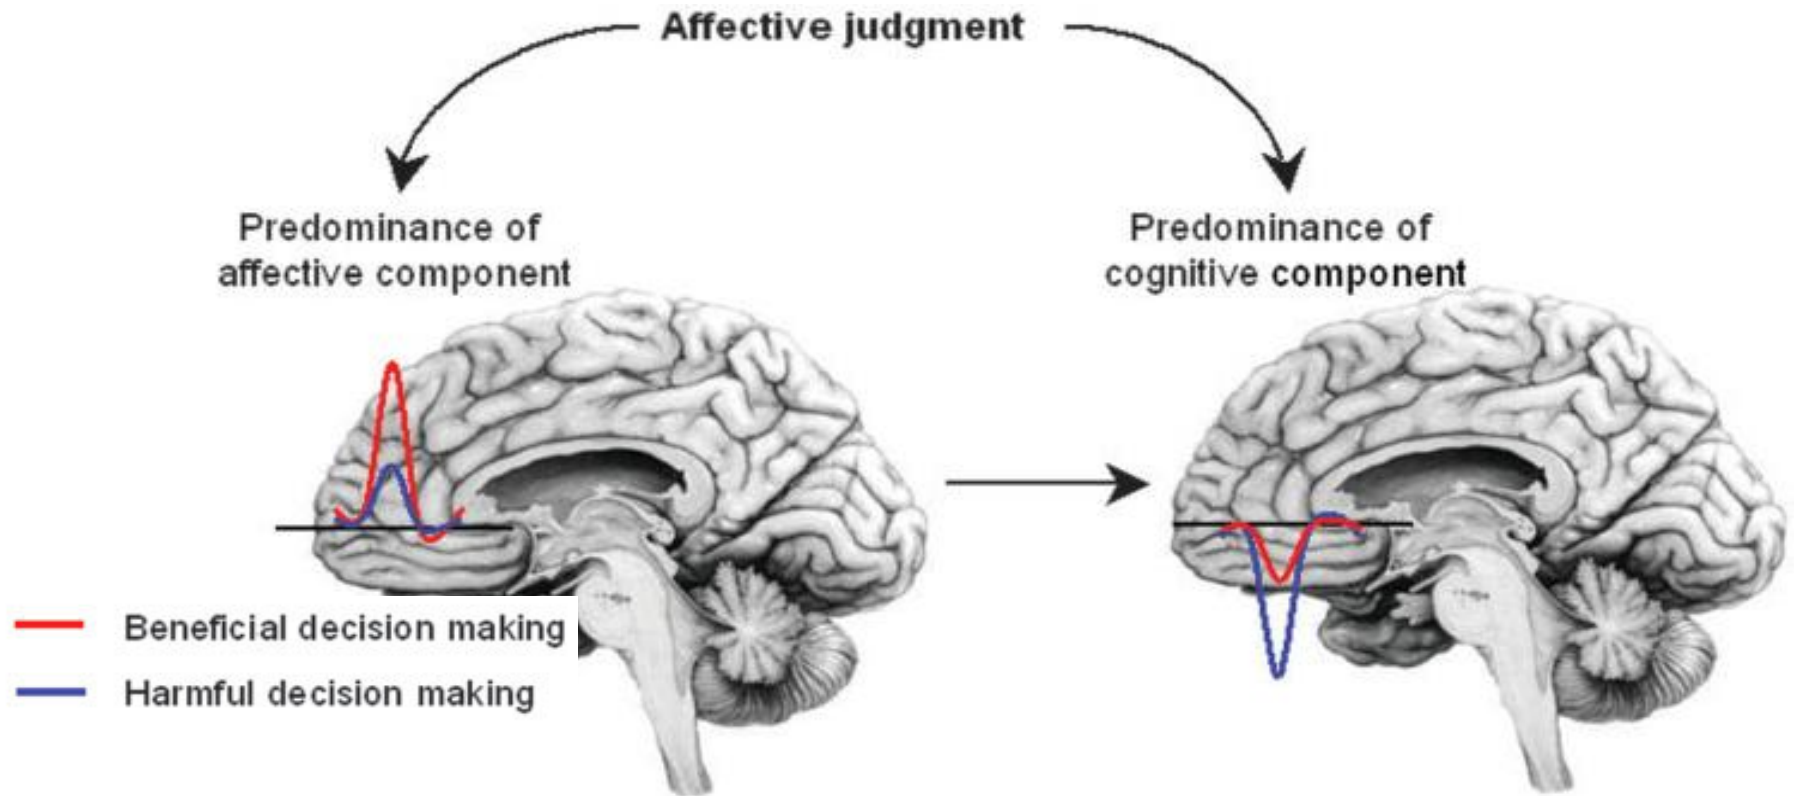 Affective judgment
Predominance of
affective component
Predominance of
cognitive component
Beneficial decision making
Harmful decision making